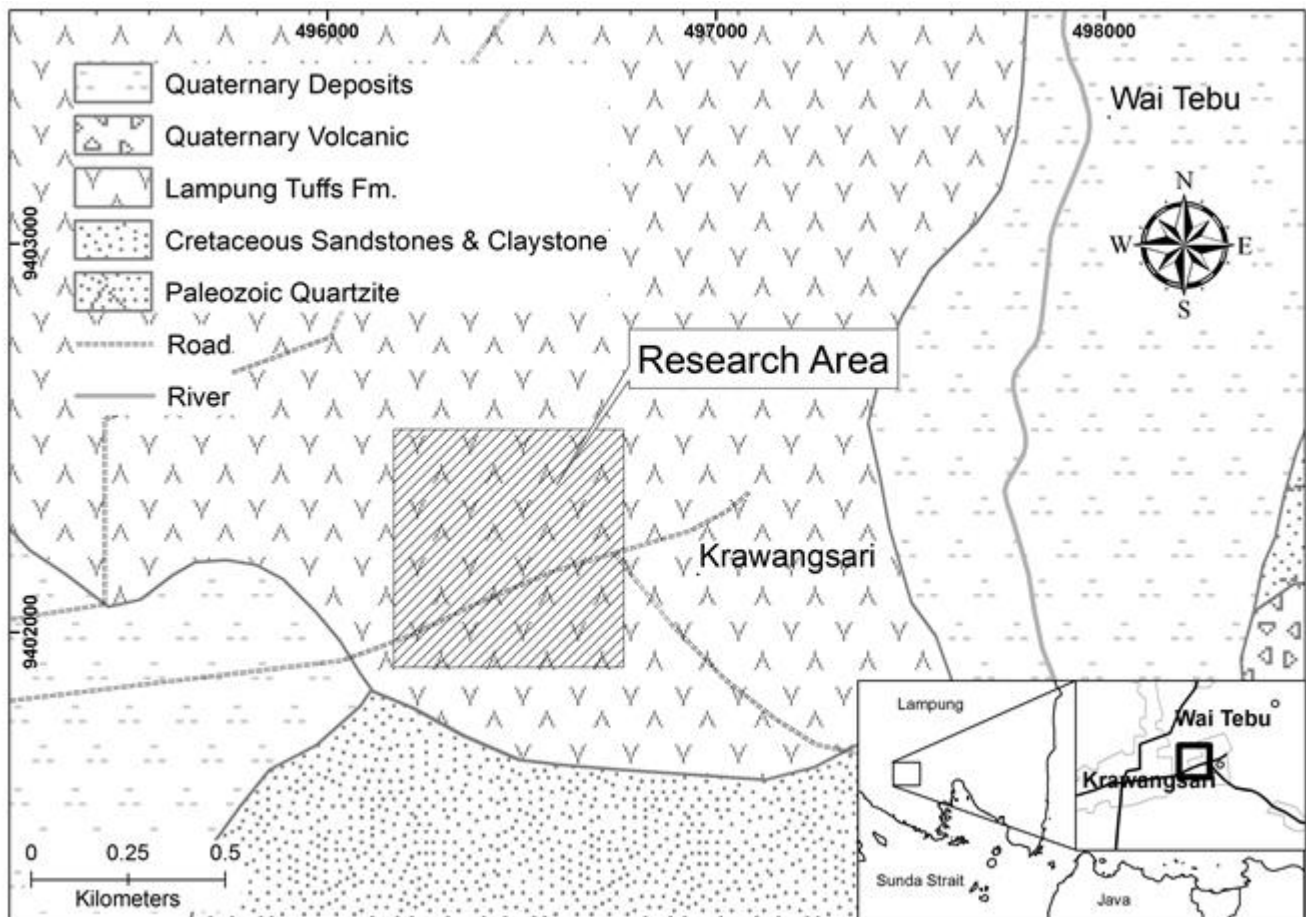 496000
497000
498000
Quaternary Deposits
Quaternary Volcanic
Lampung Tuffs Fm.
Cretaceous Sandstones & Claystone
Paleozoic Quartzite
Road
River
9403000
9402000
Wai Tebu
N
W
E
S
Research Area
Krawangsari
0
0.25
0.5
Kilometers
Lampung
Sunda Strait
Java
Wai Tebu
Krawangsari